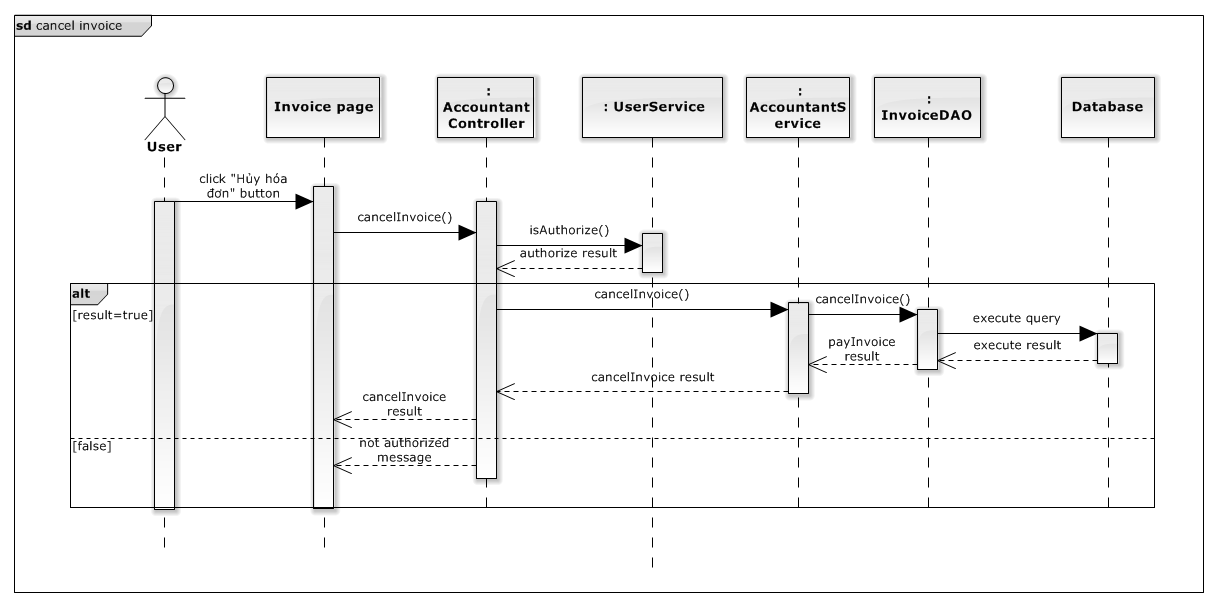 sd cancel invoice
:
Accountant
Controller
Invoice page
: UserService
:
AccountantS
ervice
:
InvoiceDAO
Database
User
click "Hủy hóa
đơn" button
cancelInvoice()
isAuthorize()
authorize result
alt
[result=true]
cancelInvoice()
cancelInvoice()
execute query
payInvoice
result
execute result
cancelInvoice result
cancelInvoice
result
[false]
not authorized
message